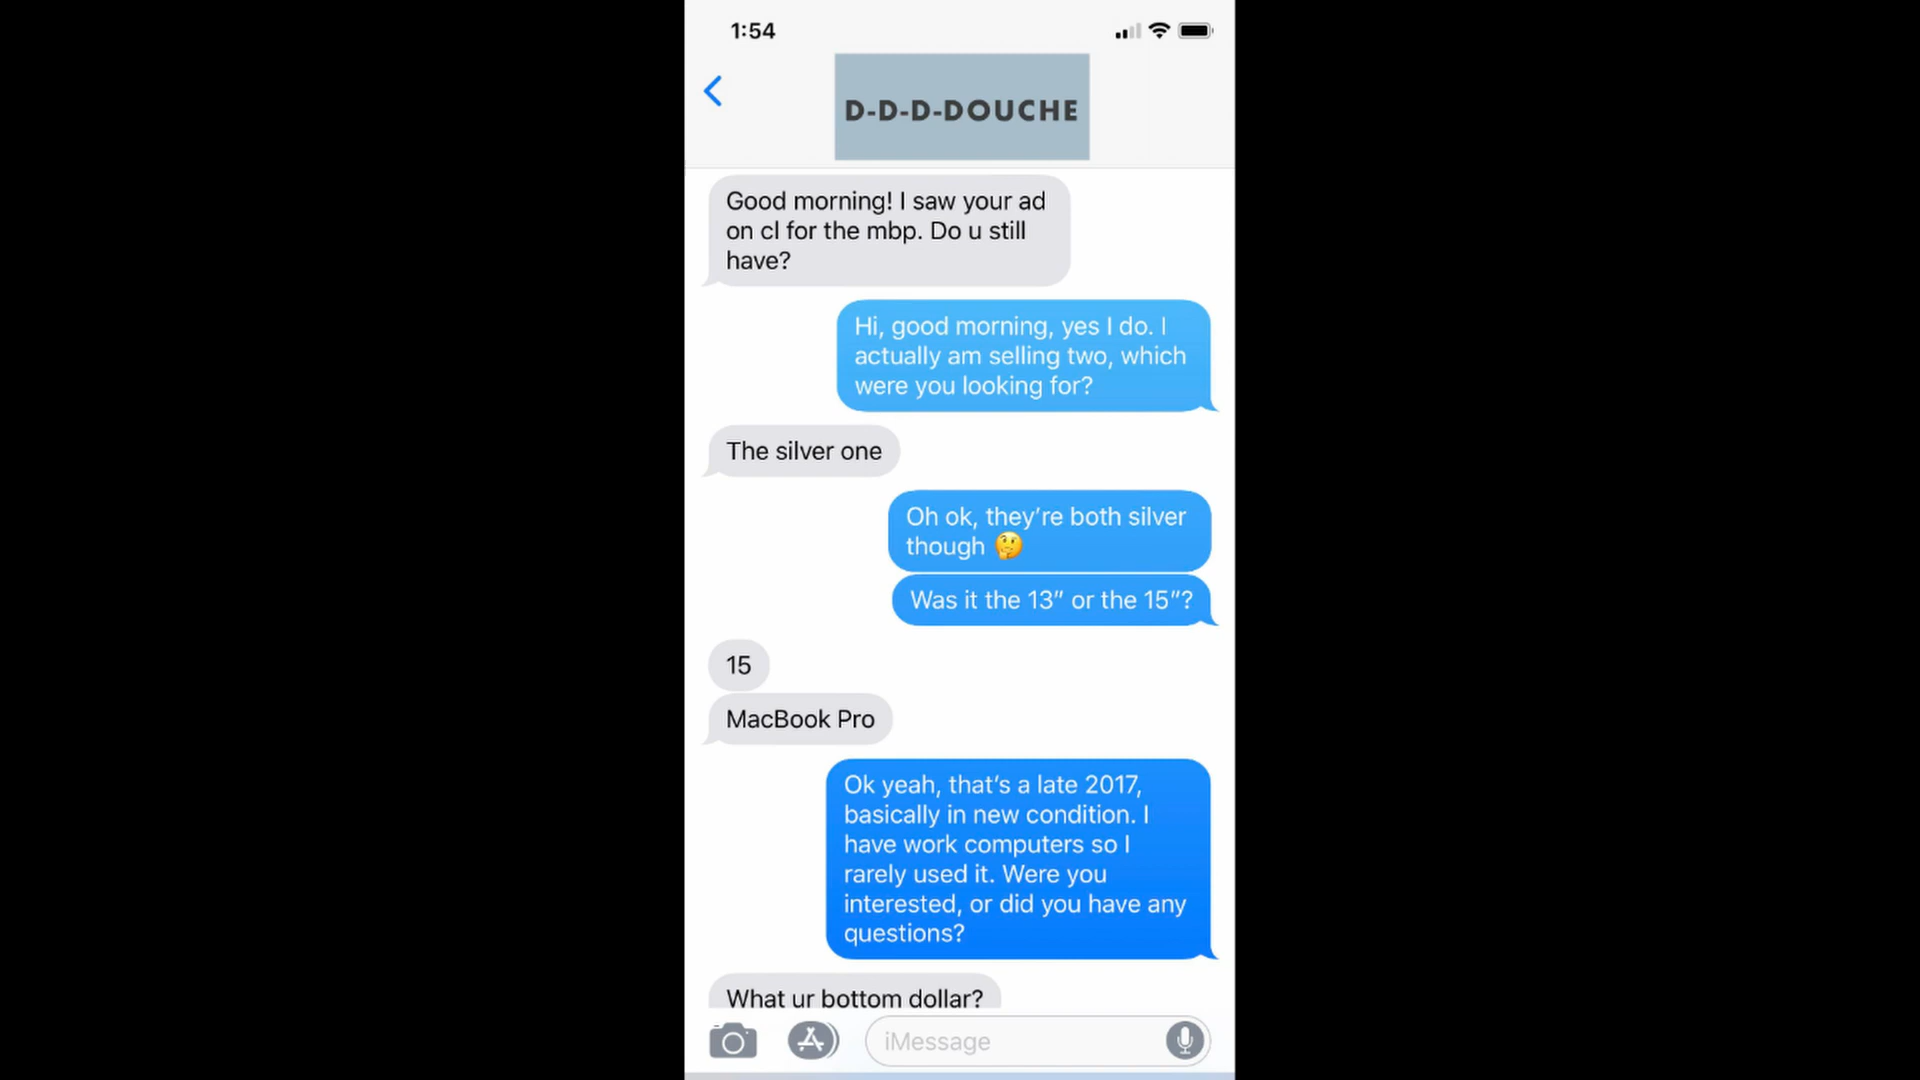 1:54
D-D-D-DOUCHE
Good morning! I saw your ad
on cl for the mbp. Do u still
have?
Hi, good morning, yes I do. I
actually am selling two, which
were you looking for?
The silver one
Oh ok, they’re both silver
though 🤔
Was it the 13” or the 15”?
15
MacBook Pro
Ok yeah, that’s a late 2017,
basically in new condition. I
have work computers so I
rarely used it. Were you
interested, or did you have any
questions?
What ur bottom dollar?
iMessage